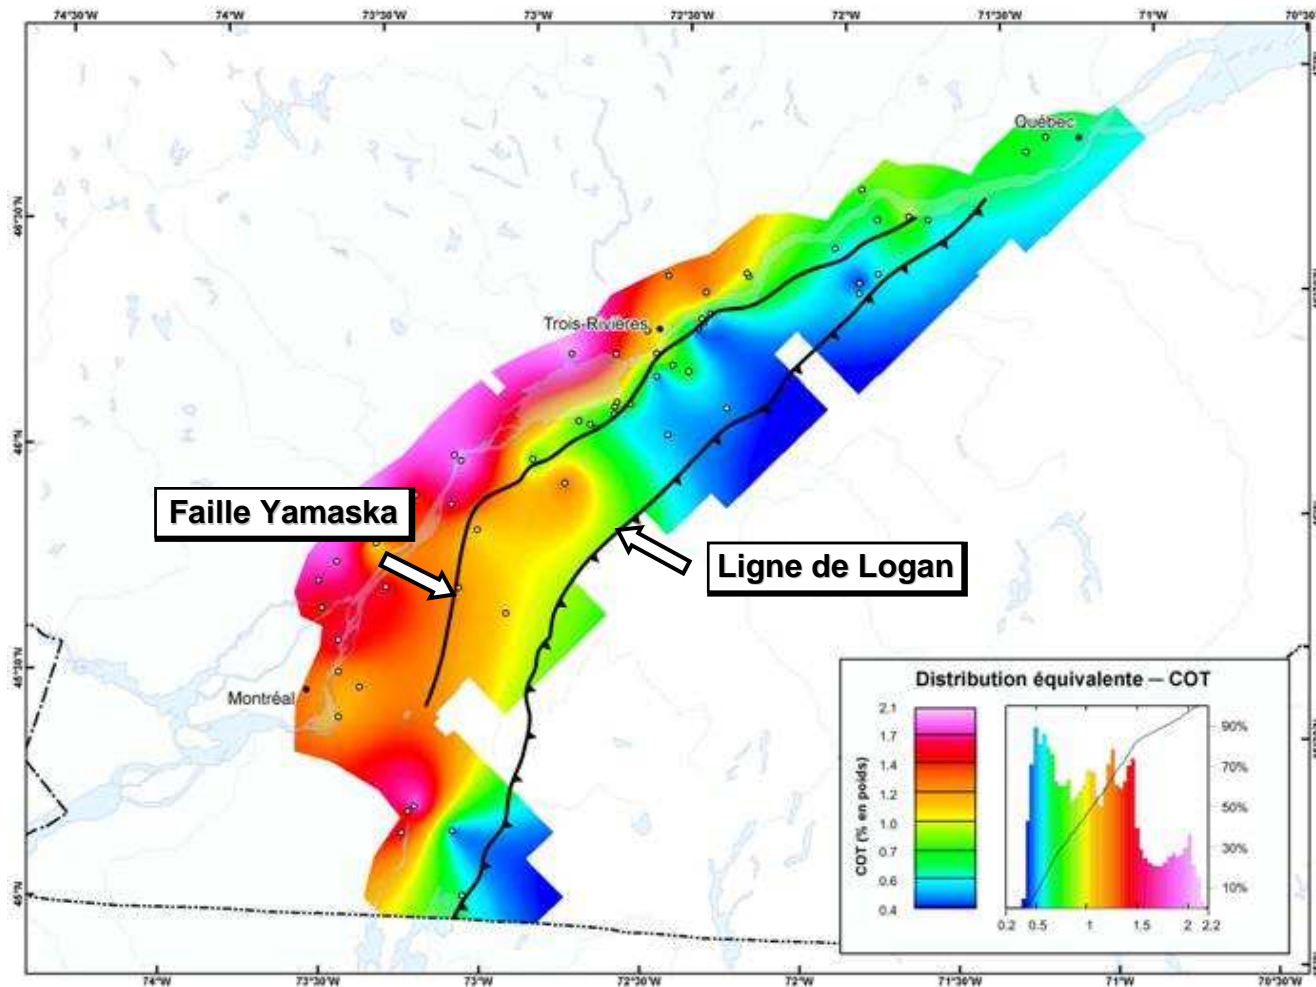 74°30'W 74°W 73°30'W 73°W 72°30'W 72°W 71°30'W 71°W 70°30'W
Québec
46°30'N
Trois-Rivières
46°N
Faille Yamaska
Ligne de Logan
45°30'N
Montréal
Distribution équivalente – COT
COT (% en poids)
2.1
1.7
1.4
1.2
1.0
0.7
0.6
0.4
90%
70%
50%
30%
10%
0.2 0.5 1 1.5 2 2.2
45°N
74°W 73°30'W 73°W 72°30'W 72°W 71°30'W 71°W 70°30'W